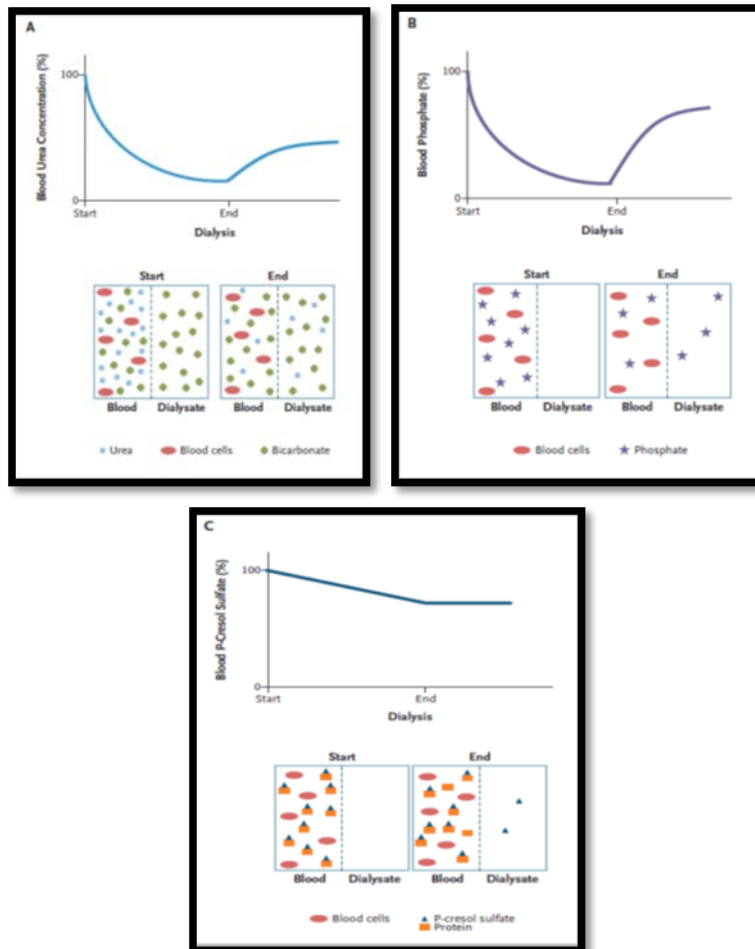 A
Blood Urea Concentration (%)
100
0
Start
End
Dialysis
Start
End
Blood
Dialysate
Blood
Dialysate
Urea
Blood cells
Bicarbonate
B
Blood Phosphate (%)
100
0
Start
End
Dialysis
Start
End
Blood
Dialysate
Blood
Dialysate
Blood cells
Phosphate
C
Blood P-Cresol Sulfate (%)
100
0
Start
End
Dialysis
Start
End
Blood
Dialysate
Blood
Dialysate
Blood cells
P-cresol sulfate
Protein